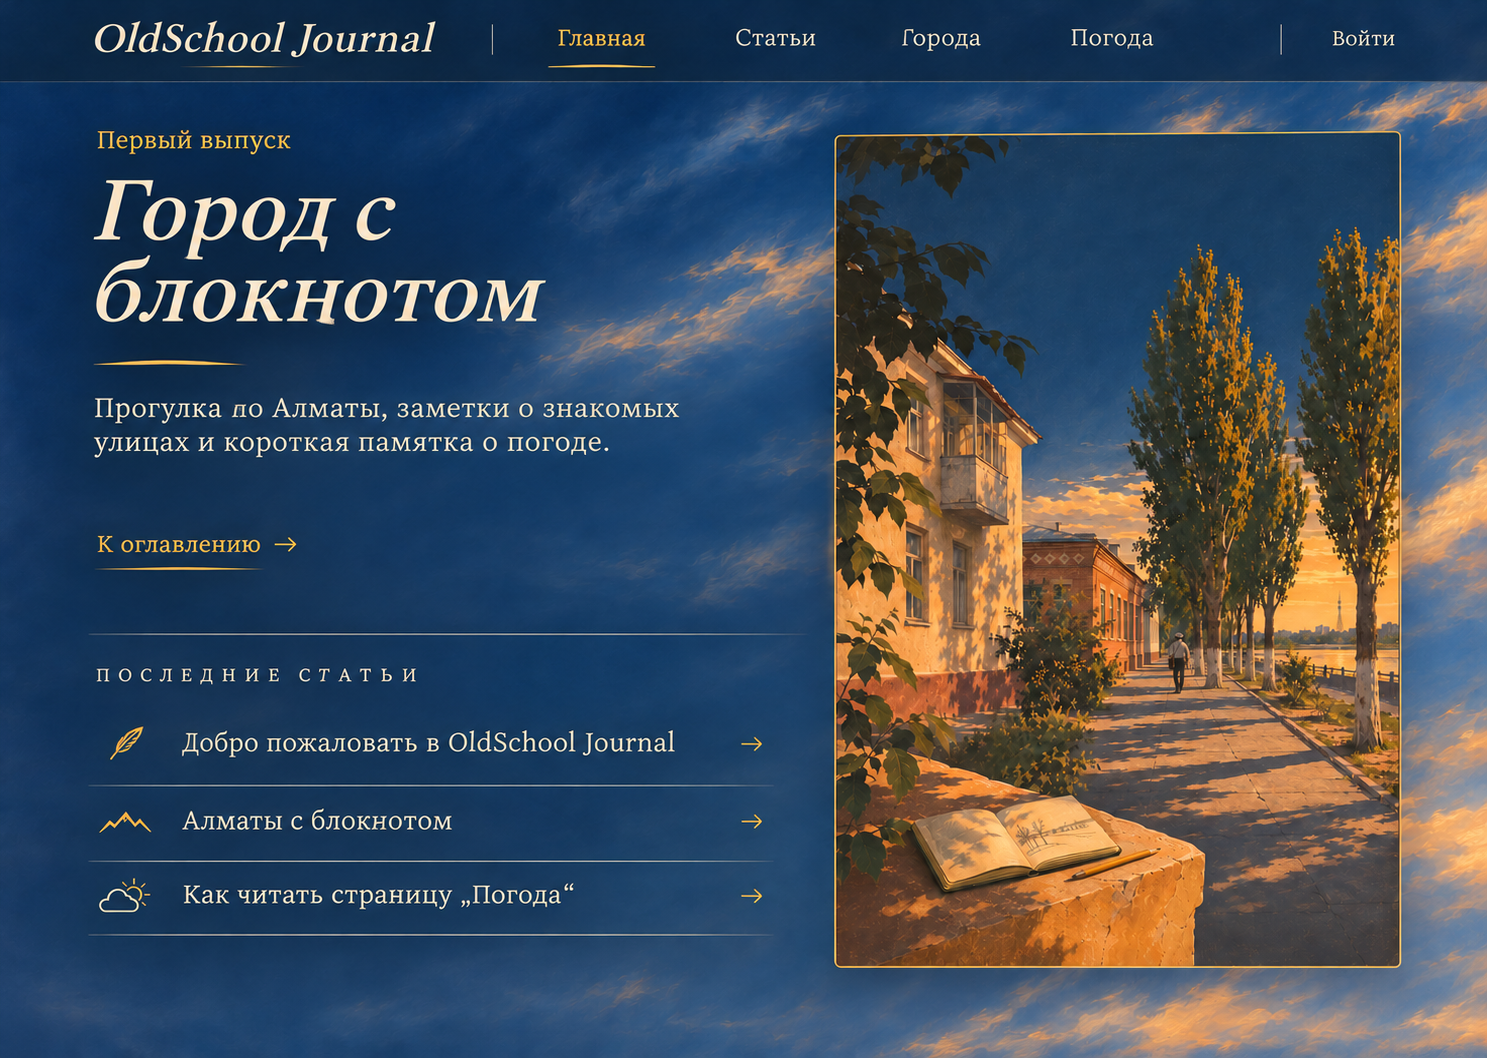 OldSchool Journal
Главная
Статьи
Города
Погода
Войти
Первый выпуск
Город с
блокнотом
Прогулка по Алматы, заметки о знакомых
улицах и короткая памятка о погоде.
К оглавлению →
ПОСЛЕДНИЕ СТАТЬИ
Добро пожаловать в OldSchool Journal →
Алматы с блокнотом →
Как читать страницу „Погода“ →